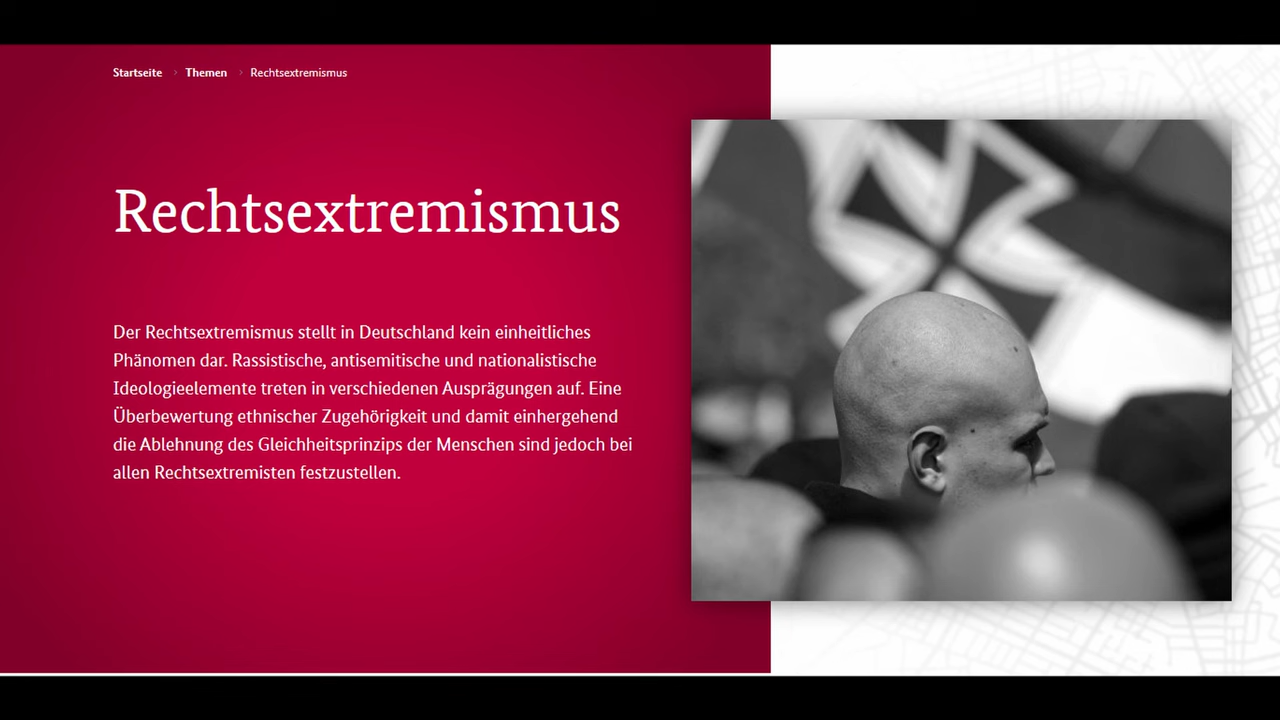 Startseite > Themen > Rechtsextremismus
Rechtsextremismus
Der Rechtsextremismus stellt in Deutschland kein einheitliches
Phänomen dar. Rassistische, antisemitische und nationalistische
Ideologieelemente treten in verschiedenen Ausprägungen auf. Eine
Überbewertung ethnischer Zugehörigkeit und damit einhergehend
die Ablehnung des Gleichheitsprinzips der Menschen sind jedoch bei
allen Rechtsextremisten festzustellen.